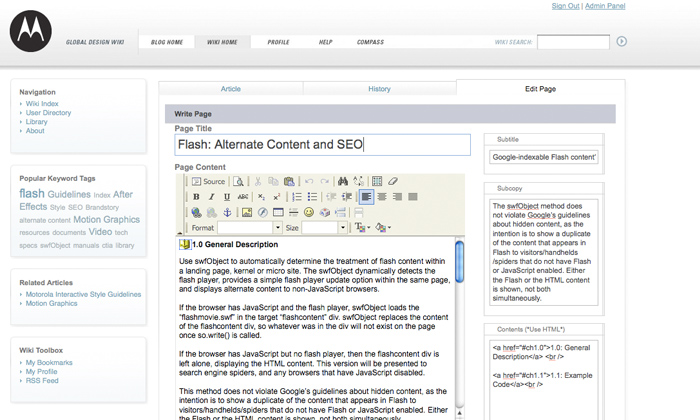 Sign Out | Admin Panel
GLOBAL DESIGN WIKI
BLOG HOME
WIKI HOME
PROFILE
HELP
COMPASS
WIKI SEARCH:
Navigation
Wiki Index
User Directory
Library
About
Popular Keyword Tags
flash Guidelines Index After
Effects Style SEO Brandstory
alternate content Motion Graphics
resources documents Video tech
specs swfObject manuals ctia library
Related Articles
Motorola Interactive Style Guidelines
Motion Graphics
Wiki Toolbox
My Bookmarks
My Profile
RSS Feed
Article
History
Edit Page
Write Page
Page Title
Flash: Alternate Content and SEO
Page Content
Source
B I U ABC x₂ x²
Format
Size
1.0 General Description
Use swfObject to automatically determine the treatment of flash content within
a landing page, kernel or micro site. The swfObject dynamically detects the
flash player, provides a simple flash player update option within the same page,
and displays alternate content to non-JavaScript browsers.
If the browser has JavaScript and the flash player, swfObject loads the
"flashmovie.swf" in the target "flashcontent" div. swfObject replaces the
content of the flashcontent div, so whatever was in the div will not exist on the page
once so.write() is called.
If the browser has JavaScript but no flash player, then the flashcontent div is
left alone, displaying the HTML content. This version will be presented to
search engine spiders, and any browsers that have JavaScript disabled.
This method does not violate Google's guidelines about hidden content, as the
intention is to show a duplicate of the content that appears in Flash to
visitors/handhelds/spiders that do not have Flash or JavaScript enabled. Either
the Flash or the HTML content is shown, not both simultaneously.
Subtitle
Google-indexable Flash content"
Subcopy
The swfObject method does
not violate Google's guidelines
about hidden content, as the
intention is to show a duplicate
of the content that appears in
Flash to visitors/handhelds
/spiders that do not have Flash
or JavaScript enabled. Either
the Flash or the HTML content
is shown, not both
simultaneously.
Contents (*Use HTML*)
<a href="#ch1.0">1.0: General
Description</a> <br />
<a href="#ch1.1">1.1: Example
Code</a><br />